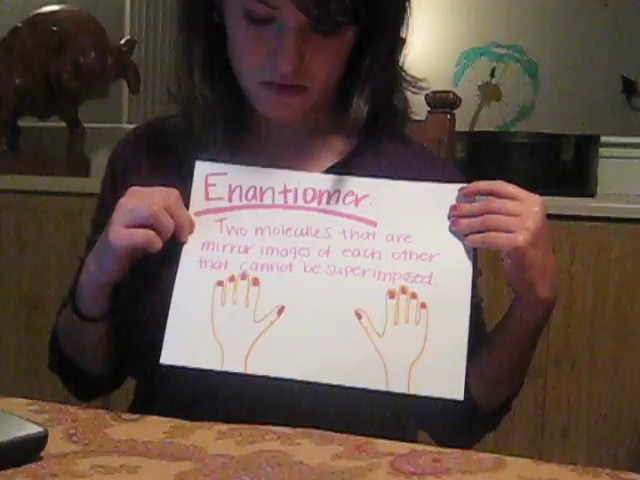 Enantiomer:
Two molecules that are
mirror images of each other
that cannot be superimposed.